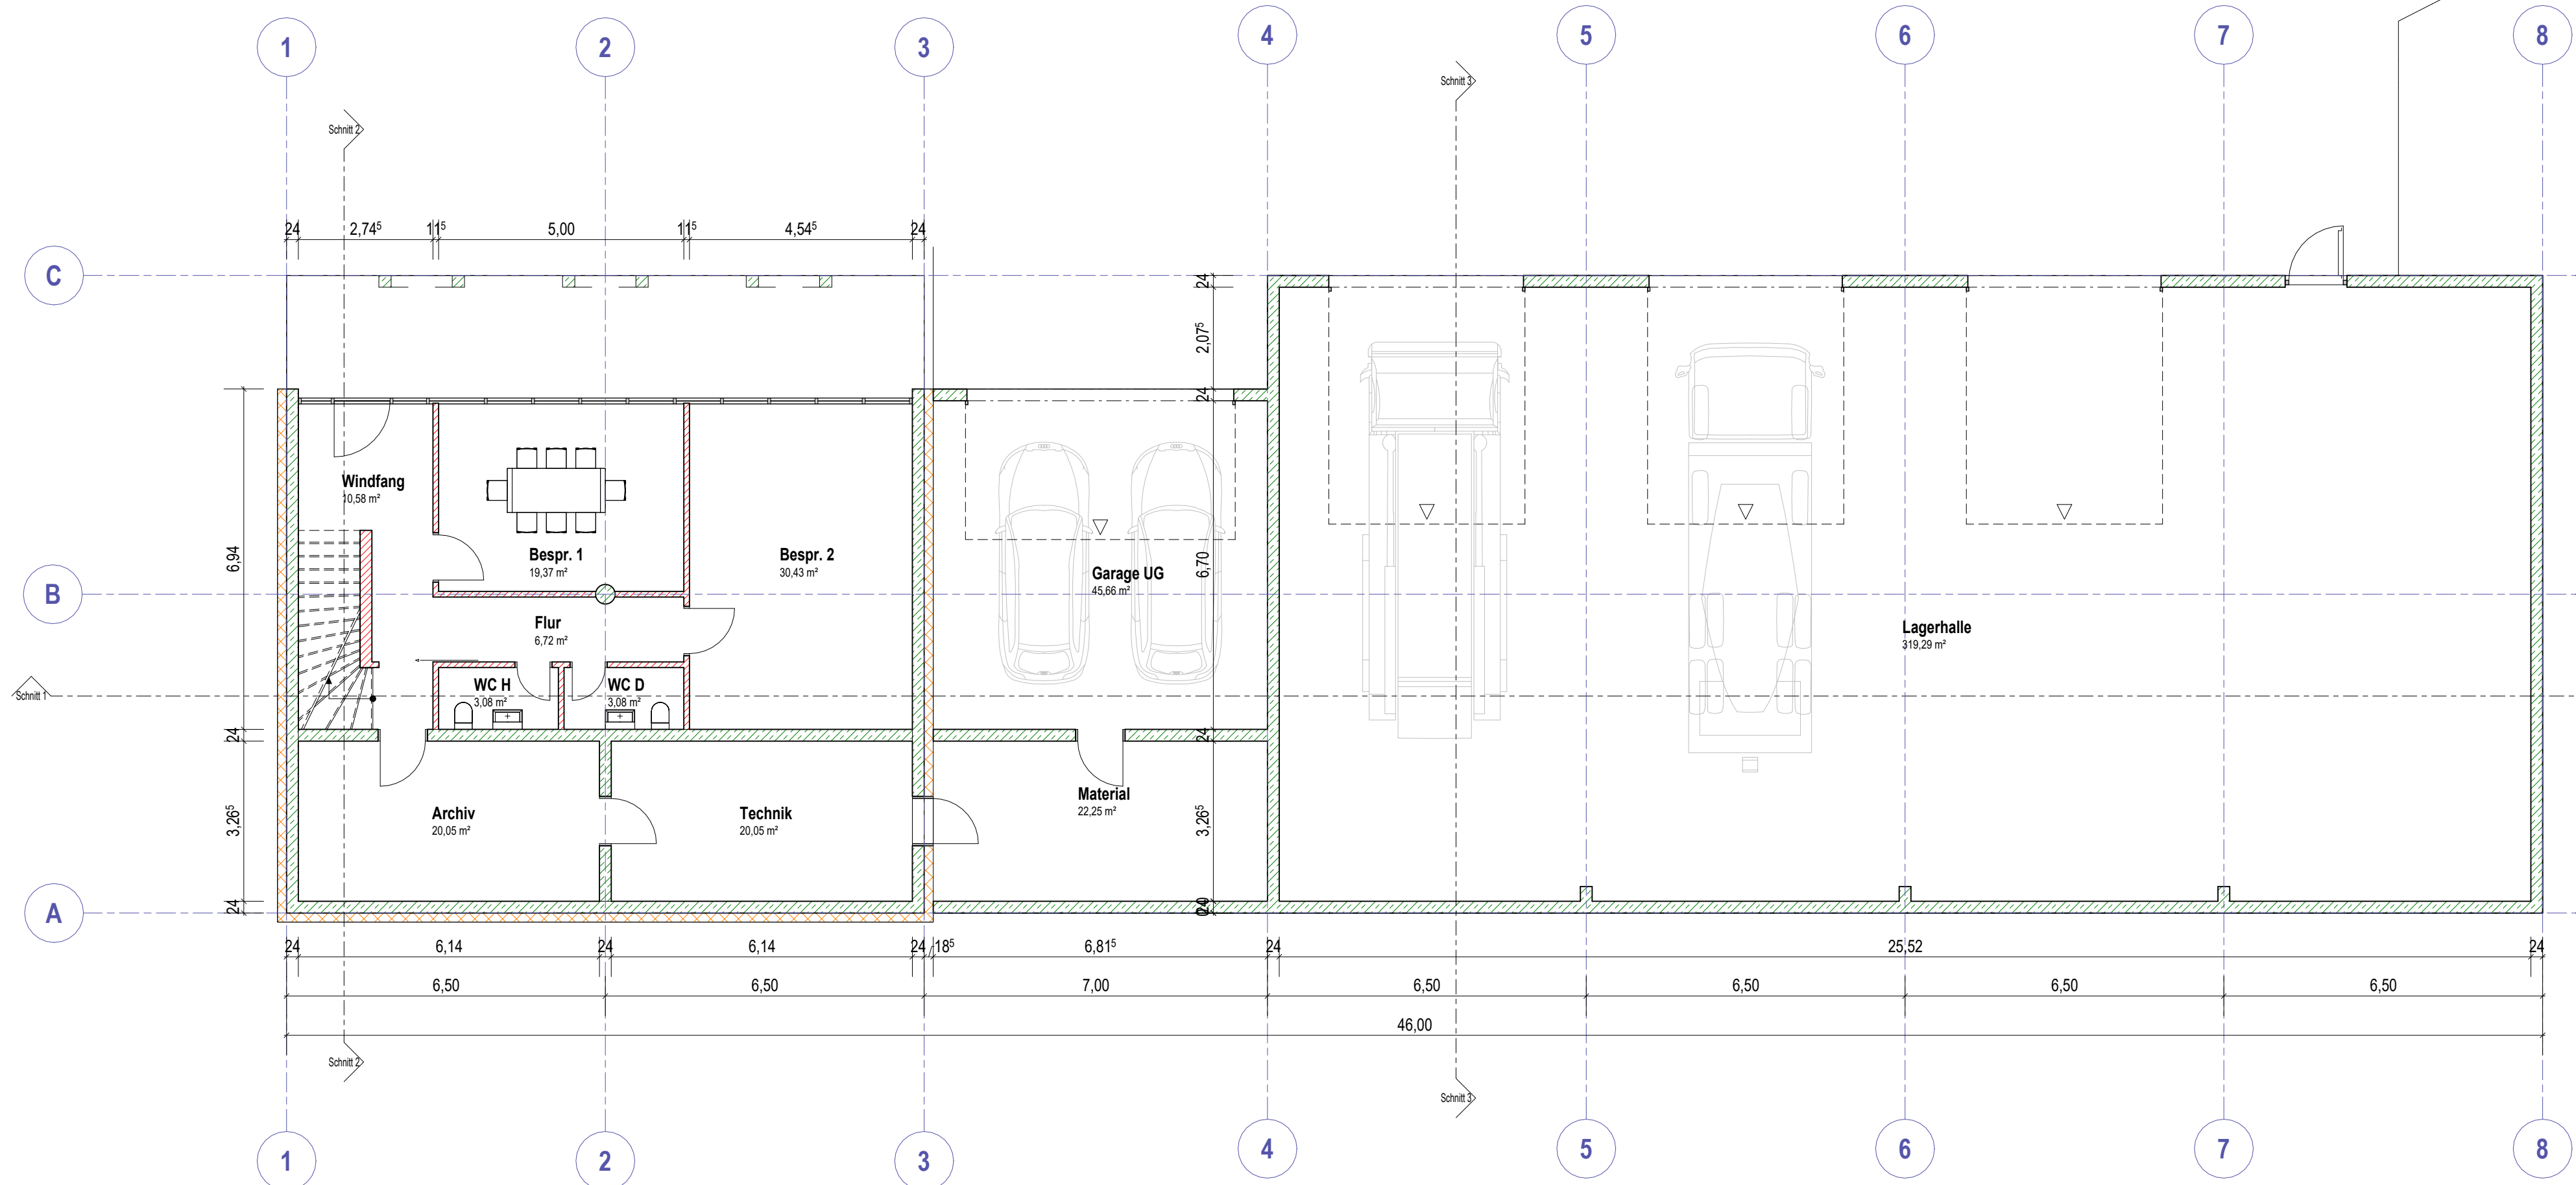 1 2 3 4 5 6 7 8
Schnitt 3
Schnitt 2
24 2,74⁵ 11⁵ 5,00 11⁵ 4,54⁵ 24
C
24
2,07⁵
24
Windfang
10,58 m²
6,94
Bespr. 1
19,37 m²
Bespr. 2
30,43 m²
6,70
Garage UG
45,66 m²
B
Flur
6,72 m²
Lagerhalle
319,29 m²
WC H
3,08 m²
WC D
3,08 m²
Schnitt 1
24
24
Material
22,25 m²
Archiv
20,05 m²
Technik
20,05 m²
3,26⁵
3,26⁵
A
24
24 6,14 24 6,14 24 18⁵ 6,81⁵ 24 25,52 24
6,50 6,50 7,00 6,50 6,50 6,50 6,50
46,00
Schnitt 2
Schnitt 3
1 2 3 4 5 6 7 8